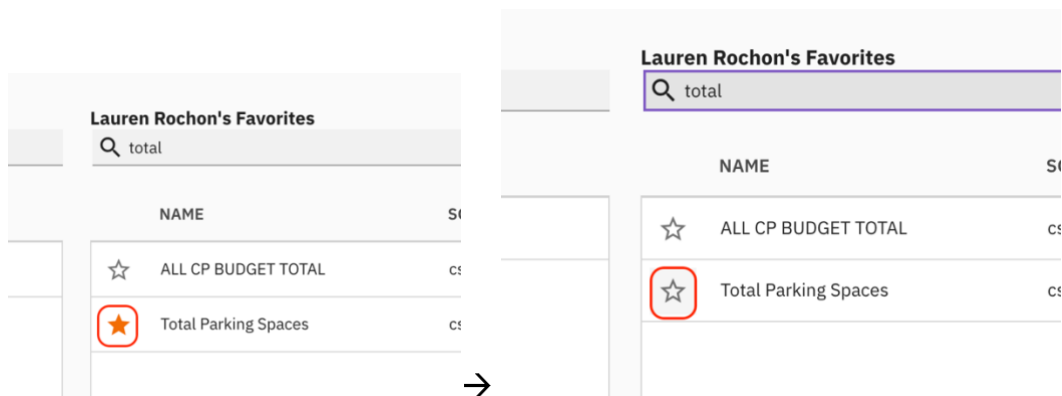 Lauren Rochon's Favorites
total
NAME
ALL CP BUDGET TOTAL
Total Parking Spaces
→
Lauren Rochon's Favorites
total
NAME
ALL CP BUDGET TOTAL
Total Parking Spaces